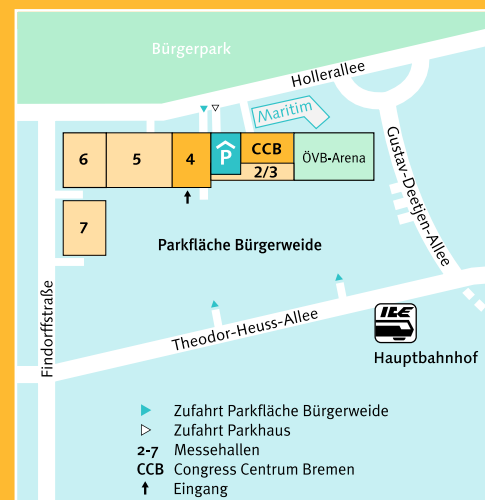 Bürgerpark
Hollerallee
Maritim
6
5
4
P
CCB
2/3
ÖVB-Arena
7
Gustav-Deetjen-Allee
Parkfläche Bürgerweide
Findorffstraße
Theodor-Heuss-Allee
ICE
Hauptbahnhof
Zufahrt Parkfläche Bürgerweide
Zufahrt Parkhaus
2-7 Messehallen
CCB Congress Centrum Bremen
Eingang